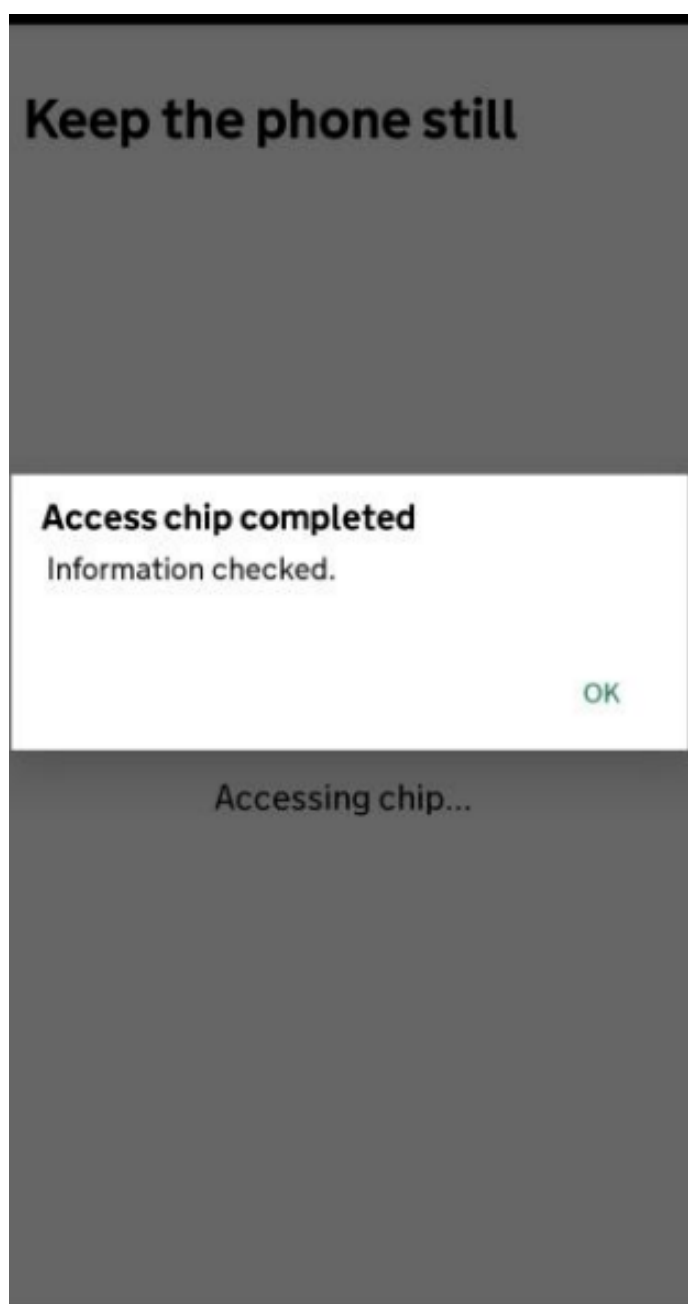 Keep the phone still
Access chip completed
Information checked.
OK
Accessing chip...